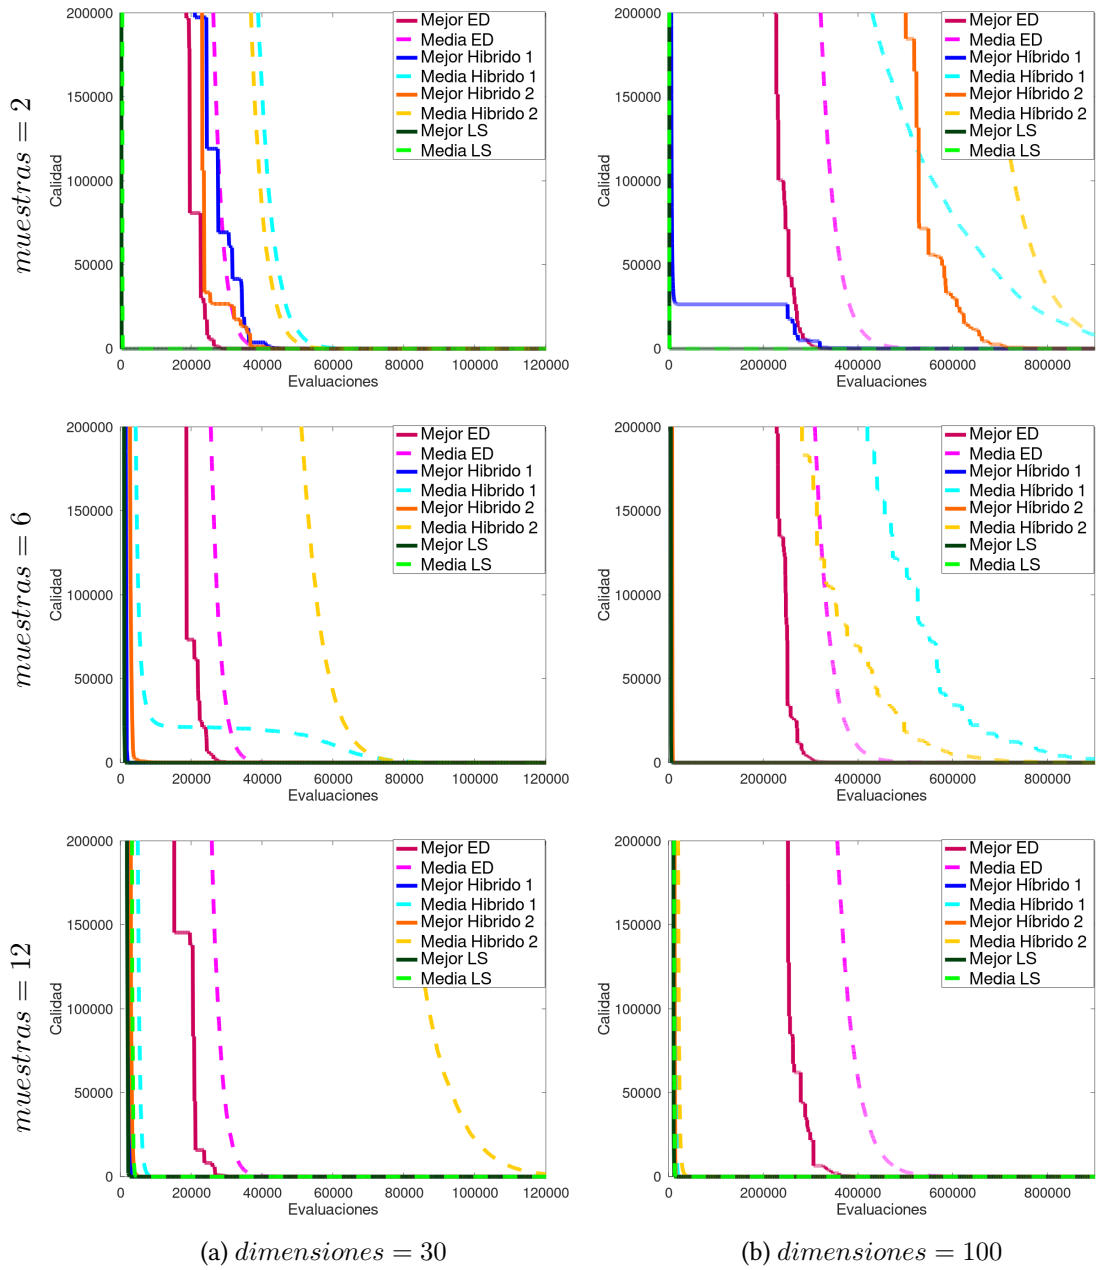 muestras = 2
200000
150000
100000
50000
0
Calidad
0 20000 40000 60000 80000 100000 120000
Evaluaciones
Mejor ED
Media ED
Mejor Hibrido 1
Media Hibrido 1
Mejor Hibrido 2
Media Hibrido 2
Mejor LS
Media LS
200000
150000
100000
50000
0
Calidad
0 200000 400000 600000 800000
Evaluaciones
Mejor ED
Media ED
Mejor Híbrido 1
Media Híbrido 1
Mejor Híbrido 2
Media Híbrido 2
Mejor LS
Media LS
muestras = 6
200000
150000
100000
50000
0
Calidad
0 20000 40000 60000 80000 100000 120000
Evaluaciones
Mejor ED
Media ED
Mejor Hibrido 1
Media Hibrido 1
Mejor Hibrido 2
Media Hibrido 2
Mejor LS
Media LS
200000
150000
100000
50000
0
Calidad
0 200000 400000 600000 800000
Evaluaciones
Mejor ED
Media ED
Mejor Híbrido 1
Media Híbrido 1
Mejor Híbrido 2
Media Híbrido 2
Mejor LS
Media LS
muestras = 12
200000
150000
100000
50000
0
Calidad
0 20000 40000 60000 80000 100000 120000
Evaluaciones
Mejor ED
Media ED
Mejor Hibrido 1
Media Hibrido 1
Mejor Hibrido 2
Media Hibrido 2
Mejor LS
Media LS
200000
150000
100000
50000
0
Calidad
0 200000 400000 600000 800000
Evaluaciones
Mejor ED
Media ED
Mejor Híbrido 1
Media Híbrido 1
Mejor Híbrido 2
Media Híbrido 2
Mejor LS
Media LS
(a) dimensiones = 30
(b) dimensiones = 100